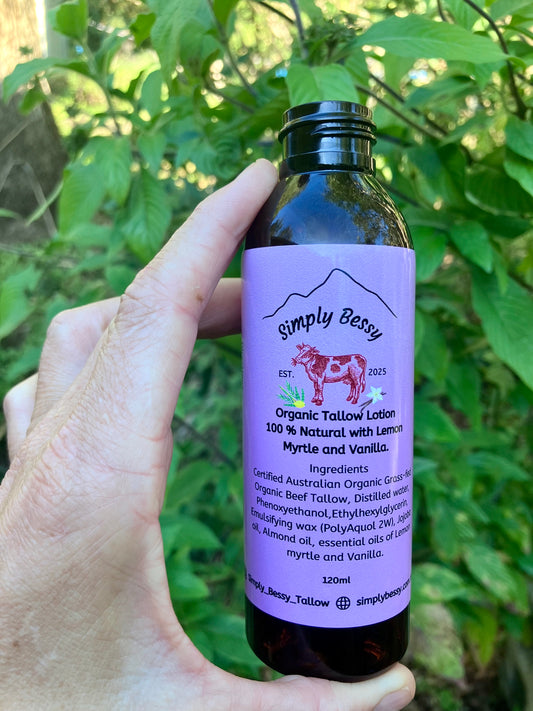 Simply Bessy
EST. 2025
Organic Tallow Lotion
100 % Natural with Lemon
Myrtle and Vanilla.
Ingredients
Certified Australian Organic Grass-fed
Organic Beef Tallow, Distilled water,
Phenoxyethanol,Ethylhexylglycerin,
Emulsifying wax (PolyAquol 2W), Jojoba
oil, Almond oil, essential oils of Lemon
myrtle and Vanilla.
120ml
Simply_Bessy_Tallow simplybessy.com